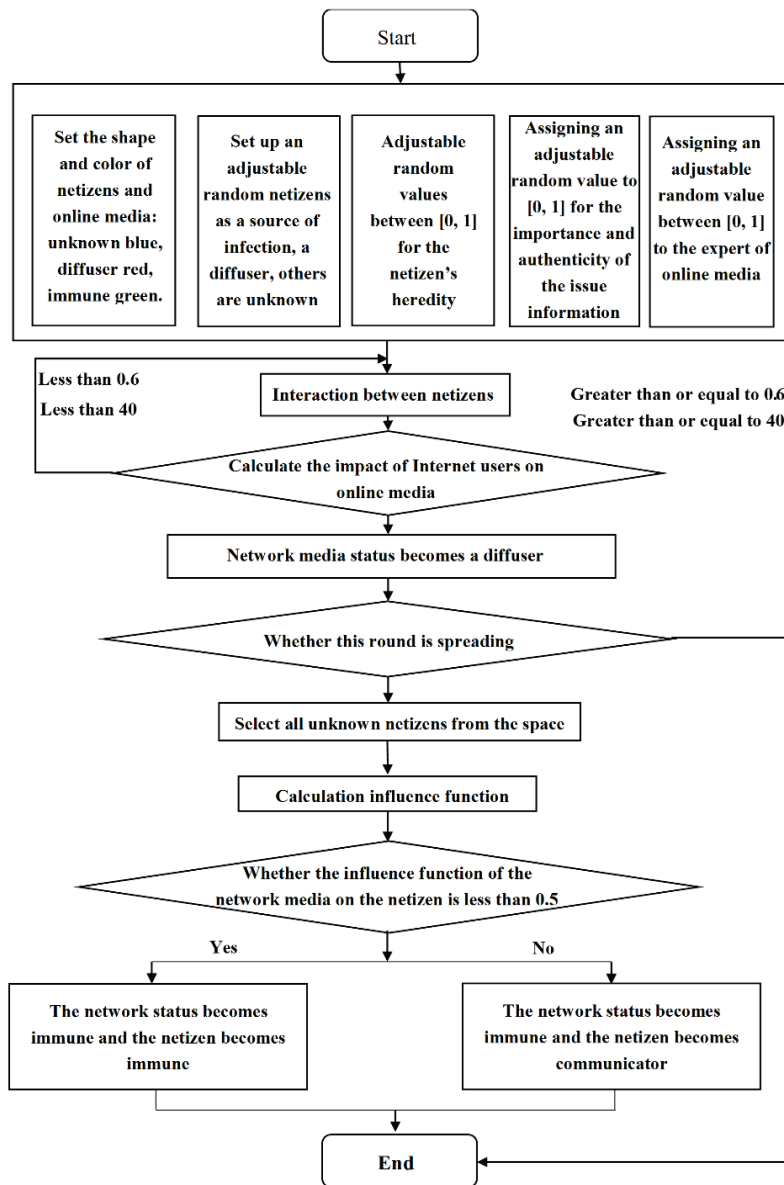 Start
Set the shape
and color of
netizens and
online media:
unknown blue,
diffuser red,
immune green.
Set up an
adjustable
random netizens
as a source of
infection, a
diffuser, others
are unknown
Adjustable
random
values
between [0, 1]
for the
netizen's
heredity
Assigning an
adjustable
random value to
[0, 1] for the
importance and
authenticity of
the issue
information
Assigning an
adjustable
random value
between [0, 1]
to the expert of
online media
Less than 0.6
Less than 40
Interaction between netizens
Greater than or equal to 0.6
Greater than or equal to 40
Calculate the impact of Internet users on
online media
Network media status becomes a diffuser
Whether this round is spreading
Select all unknown netizens from the space
Calculation influence function
Whether the influence function of the
network media on the netizen is less than 0.5
Yes
No
The network status becomes
immune and the netizen becomes
immune
The network status becomes
immune and the netizen becomes
communicator
End